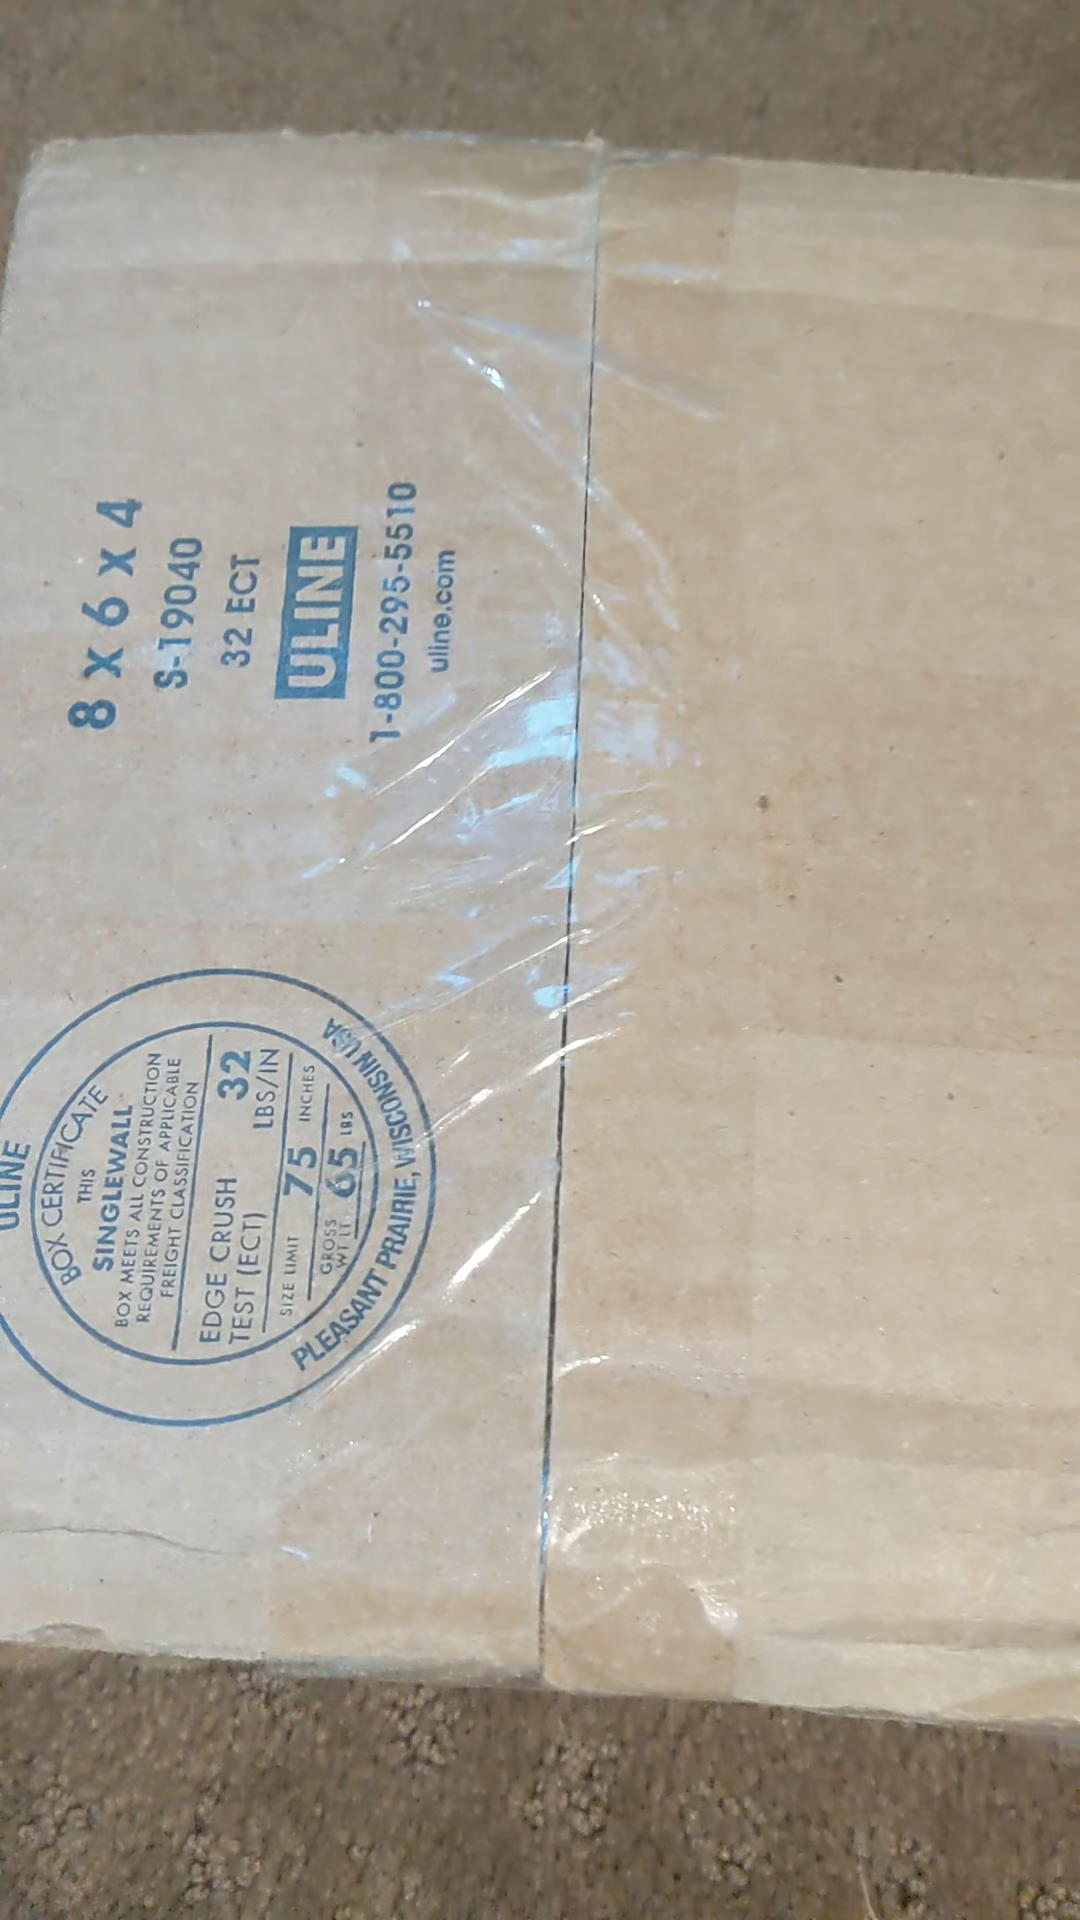 8 X 6 X 4
S-19040
32 ECT
ULINE
1-800-295-5510
uline.com
ULINE
BOX CERTIFICATE
THIS
SINGLEWALL
BOX MEETS ALL CONSTRUCTION
REQUIREMENTS OF APPLICABLE
FREIGHT CLASSIFICATION
EDGE CRUSH
TEST (ECT)
32
LBS/IN
SIZE LIMIT 75 INCHES
GROSS
WT LT 65 LBS
PLEASANT PRAIRIE, WISCONSIN USA